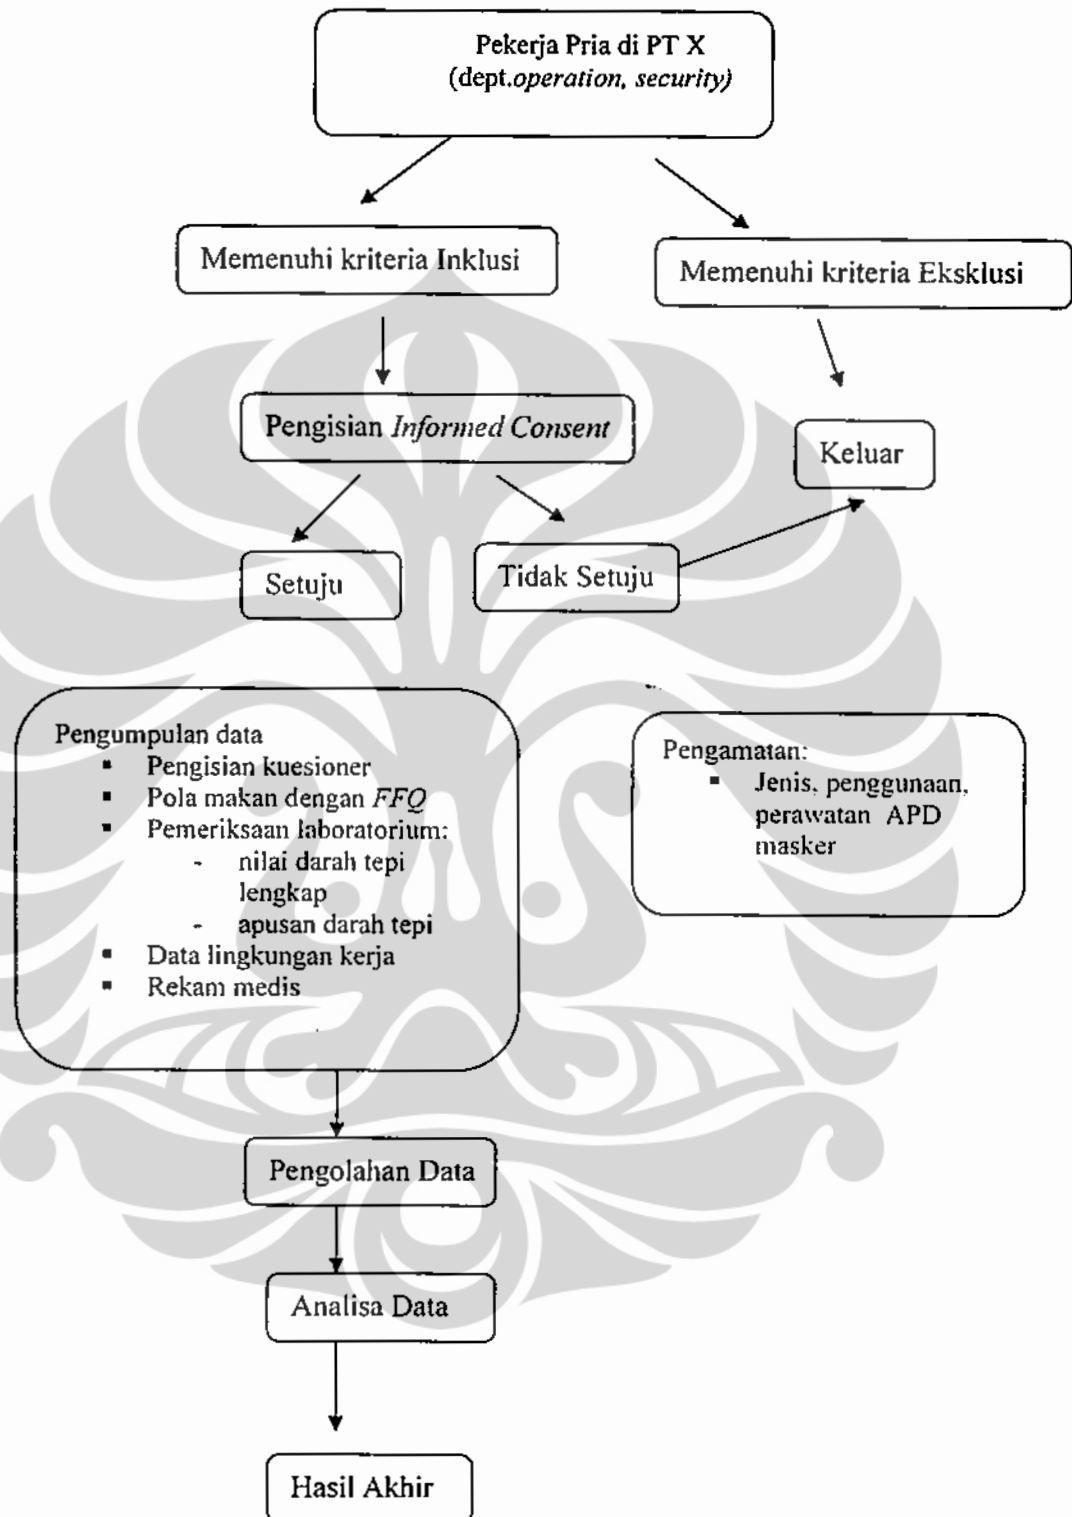 Pekerja Pria di PT X
(dept.operation, security)
Memenuhi kriteria Inklusi
Memenuhi kriteria Eksklusi
Pengisian Informed Consent
Keluar
Setuju
Tidak Setuju
Pengumpulan data
▪ Pengisian kuesioner
▪ Pola makan dengan FFQ
▪ Pemeriksaan laboratorium:
- nilai darah tepi
lengkap
- apusan darah tepi
▪ Data lingkungan kerja
▪ Rekam medis
Pengamatan:
▪ Jenis, penggunaan,
perawatan APD
masker
Pengolahan Data
Analisa Data
Hasil Akhir